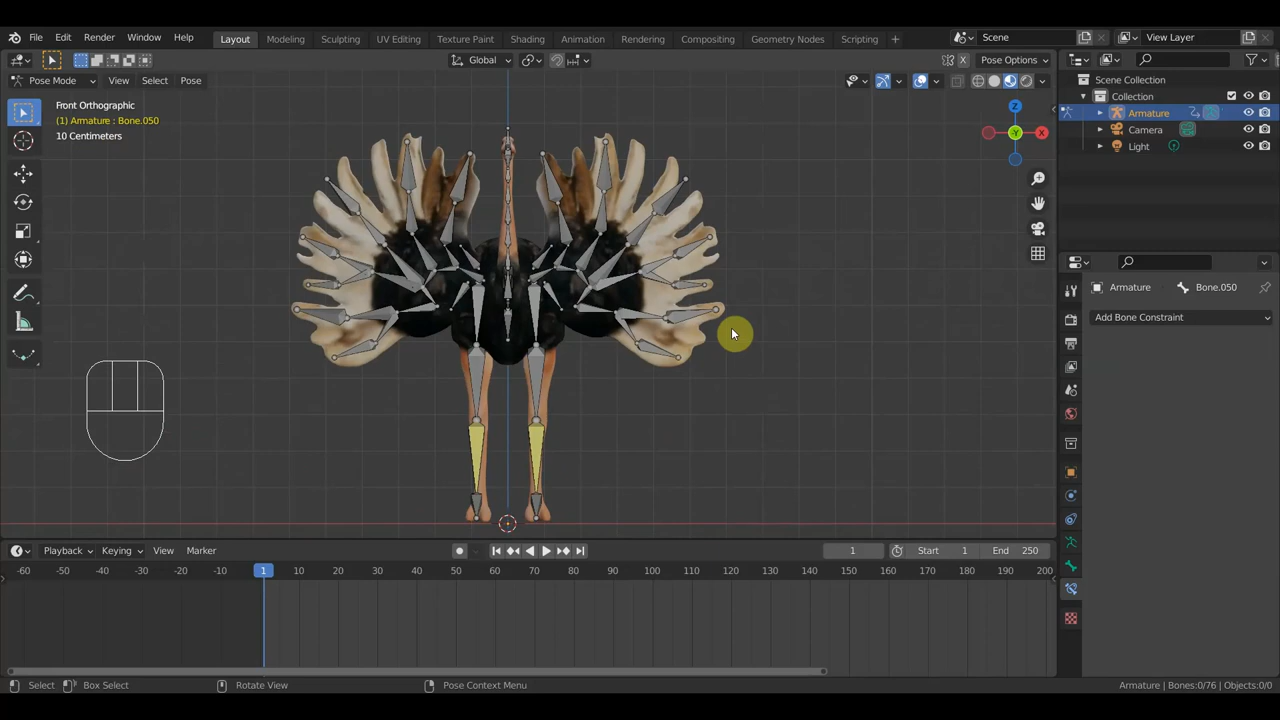 File Edit Render Window Help Layout Modeling Sculpting UV Editing Texture Paint Shading Animation Rendering Compositing Geometry Nodes Scripting + Scene View Layer
Global X Pose Options
Pose Mode View Select Pose Scene Collection
Front Orthographic Collection
(1) Armature : Bone.050 Armature
10 Centimeters Camera
Light
Z
Y
X
Armature Bone.050
Add Bone Constraint
Playback Keying View Marker 1 Start 1 End 250
-60 -50 -40 -30 -20 -10 1 10 20 30 40 50 60 70 80 90 100 110 120 130 140 150 160 170 180 190 200
Select Box Select Rotate View Pose Context Menu Armature | Bones:0/76 | Objects:0/0